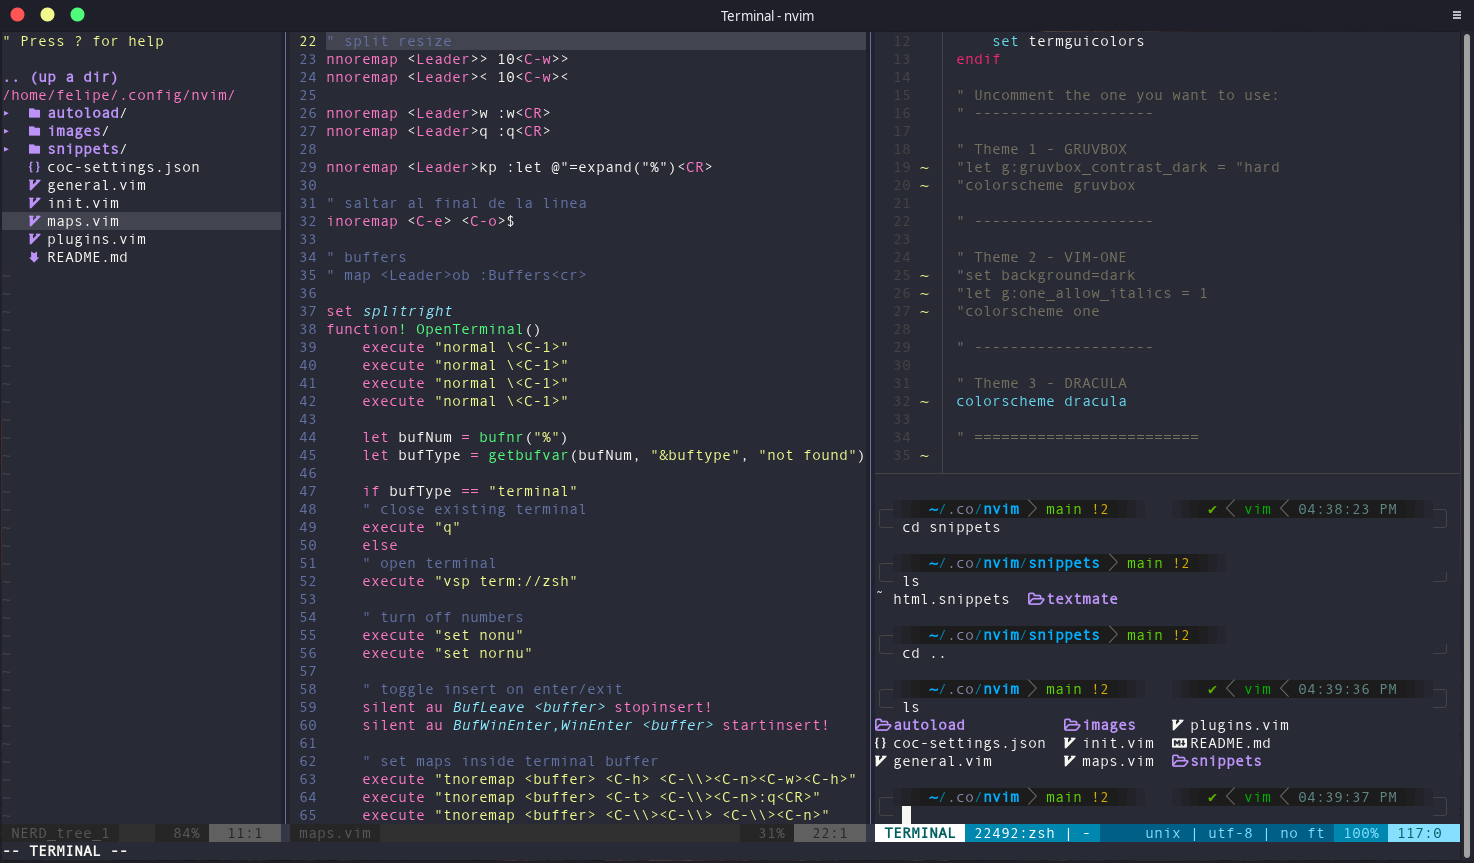 Terminal - nvim
" Press ? for help
.. (up a dir)
/home/felipe/.config/nvim/
▸ autoload/
▸ images/
▸ snippets/
{} coc-settings.json
general.vim
init.vim
maps.vim
plugins.vim
README.md
NERD_tree_1 84% 11:1
22 " split resize
23 nnoremap <Leader>> 10<C-w>>
24 nnoremap <Leader>< 10<C-w><
25
26 nnoremap <Leader>w :w<CR>
27 nnoremap <Leader>q :q<CR>
28
29 nnoremap <Leader>kp :let @"=expand("%")<CR>
30
31 " saltar al final de la linea
32 inoremap <C-e> <C-o>$
33
34 " buffers
35 " map <Leader>ob :Buffers<cr>
36
37 set splitright
38 function! OpenTerminal()
39     execute "normal \<C-l>"
40     execute "normal \<C-l>"
41     execute "normal \<C-l>"
42     execute "normal \<C-l>"
43
44     let bufNum = bufnr("%")
45     let bufType = getbufvar(bufNum, "&buftype", "not found")
46
47     if bufType == "terminal"
48     " close existing terminal
49     execute "q"
50     else
51     " open terminal
52     execute "vsp term://zsh"
53
54     " turn off numbers
55     execute "set nonu"
56     execute "set nornu"
57
58     " toggle insert on enter/exit
59     silent au BufLeave <buffer> stopinsert!
60     silent au BufWinEnter,WinEnter <buffer> startinsert!
61
62     " set maps inside terminal buffer
63     execute "tnoremap <buffer> <C-h> <C-\\><C-n><C-w><C-h>"
64     execute "tnoremap <buffer> <C-t> <C-\\><C-n>:q<CR>"
65     execute "tnoremap <buffer> <C-\\><C-\\> <C-\\><C-n>"
maps.vim 31% 22:1
12     set termguicolors
13 endif
14
15 " Uncomment the one you want to use:
16 " --------------------
17
18 " Theme 1 - GRUVBOX
19 ~ "let g:gruvbox_contrast_dark = "hard
20 ~ "colorscheme gruvbox
21
22 " --------------------
23
24 " Theme 2 - VIM-ONE
25 ~ "set background=dark
26 ~ "let g:one_allow_italics = 1
27 ~ "colorscheme one
28
29 " --------------------
30
31 " Theme 3 - DRACULA
32 ~ colorscheme dracula
33
34 " =========================
35 ~
~/.co/nvim main !2 ✔ vim 04:38:23 PM
cd snippets
~/.co/nvim/snippets main !2
ls
html.snippets textmate
~/.co/nvim/snippets main !2
cd ..
~/.co/nvim main !2 ✔ vim 04:39:36 PM
ls
autoload images plugins.vim
{} coc-settings.json init.vim README.md
general.vim maps.vim snippets
~/.co/nvim main !2 ✔ vim 04:39:37 PM
TERMINAL 22492:zsh | - unix | utf-8 | no ft 100% 117:0
-- TERMINAL --